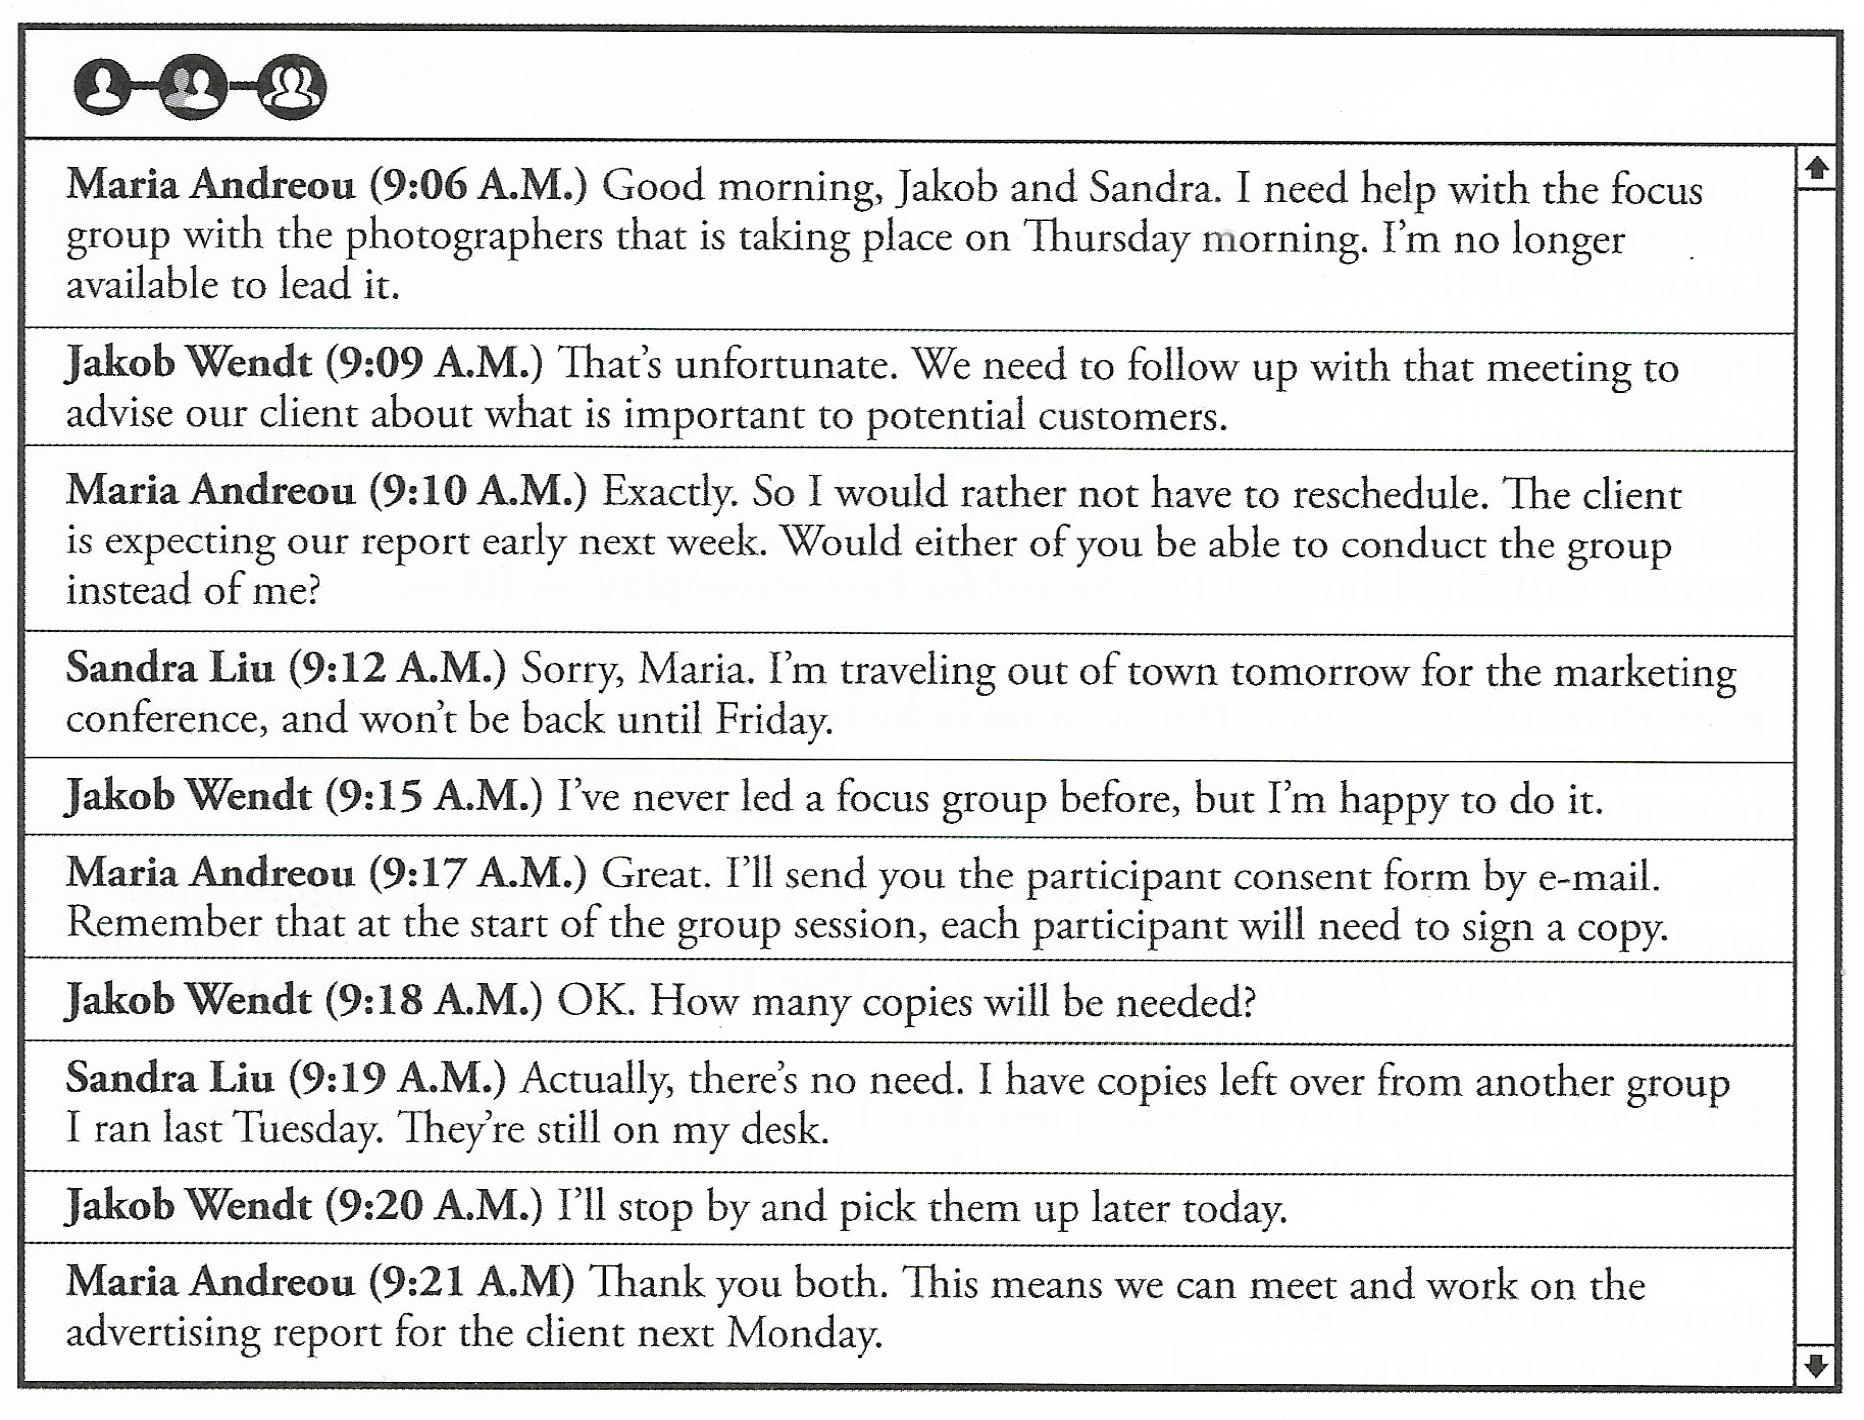 Maria Andreou (9:06 A.M.) Good morning, Jakob and Sandra. I need help with the focus
group with the photographers that is taking place on Thursday morning. I'm no longer
available to lead it.
Jakob Wendt (9:09 A.M.) That's unfortunate. We need to follow up with that meeting to
advise our client about what is important to potential customers.
Maria Andreou (9:10 A.M.) Exactly. So I would rather not have to reschedule. The client
is expecting our report early next week. Would either of you be able to conduct the group
instead of me?
Sandra Liu (9:12 A.M.) Sorry, Maria. I'm traveling out of town tomorrow for the marketing
conference, and won't be back until Friday.
Jakob Wendt (9:15 A.M.) I've never led a focus group before, but I'm happy to do it.
Maria Andreou (9:17 A.M.) Great. I'll send you the participant consent form by e-mail.
Remember that at the start of the group session, each participant will need to sign a copy.
Jakob Wendt (9:18 A.M.) OK. How many copies will be needed?
Sandra Liu (9:19 A.M.) Actually, there's no need. I have copies left over from another group
I ran last Tuesday. They're still on my desk.
Jakob Wendt (9:20 A.M.) I'll stop by and pick them up later today.
Maria Andreou (9:21 A.M) Thank you both. This means we can meet and work on the
advertising report for the client next Monday.